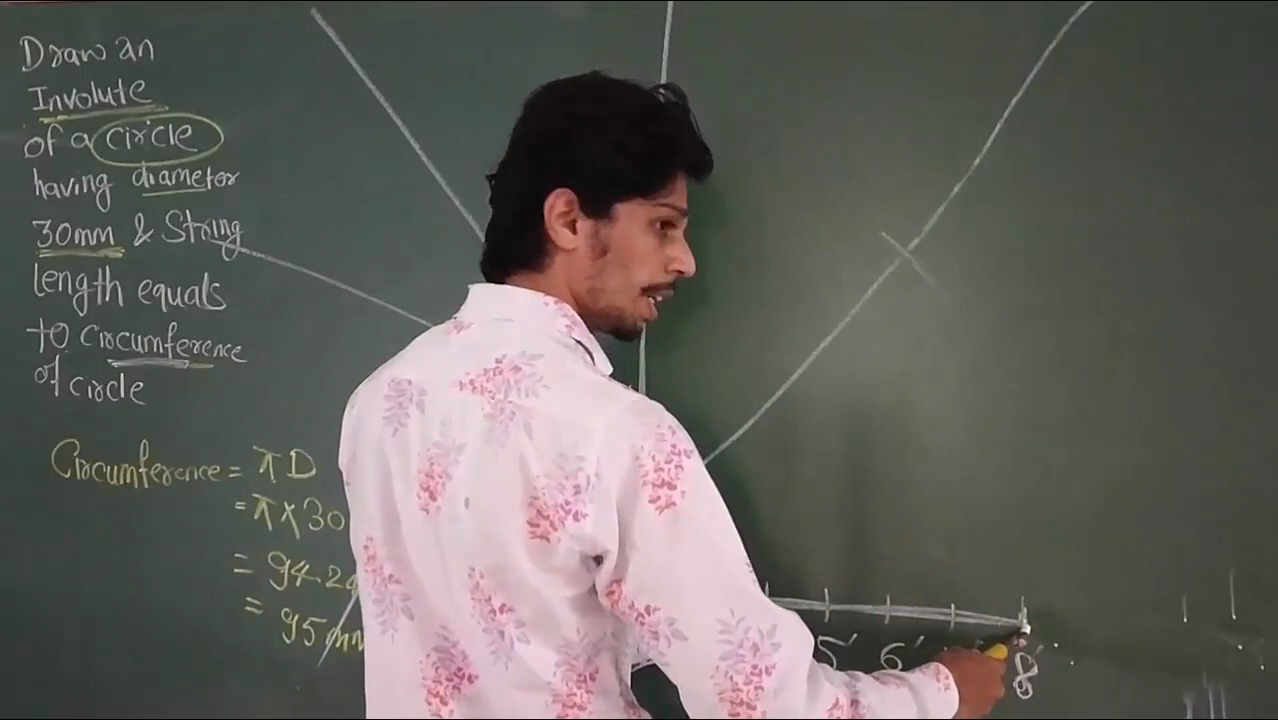 Draw an
Involute
of a circle
having diameter
30mm & String
length equals
to Circumference
of circle
Circumference = πD
= π×30
= 94.2
= 95mm
5' 6' 8'